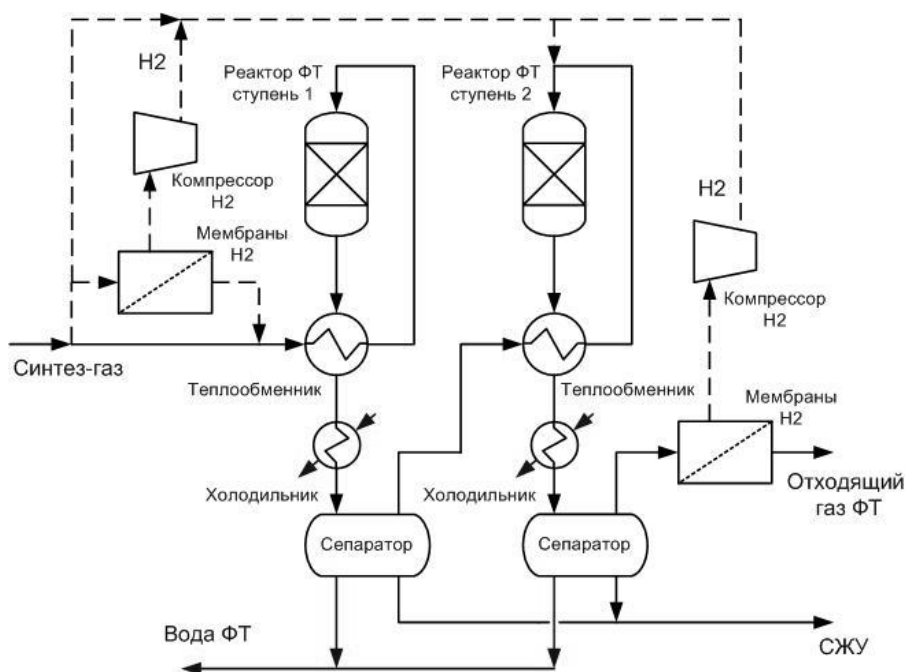 H2
Реактор ФТ
ступень 1
Реактор ФТ
ступень 2
Компрессор
H2
Мембраны
H2
H2
Компрессор
H2
Синтез-газ
Теплообменник
Теплообменник
Мембраны
H2
Холодильник
Холодильник
Отходящий
газ ФТ
Сепаратор
Сепаратор
Вода ФТ
СЖУ